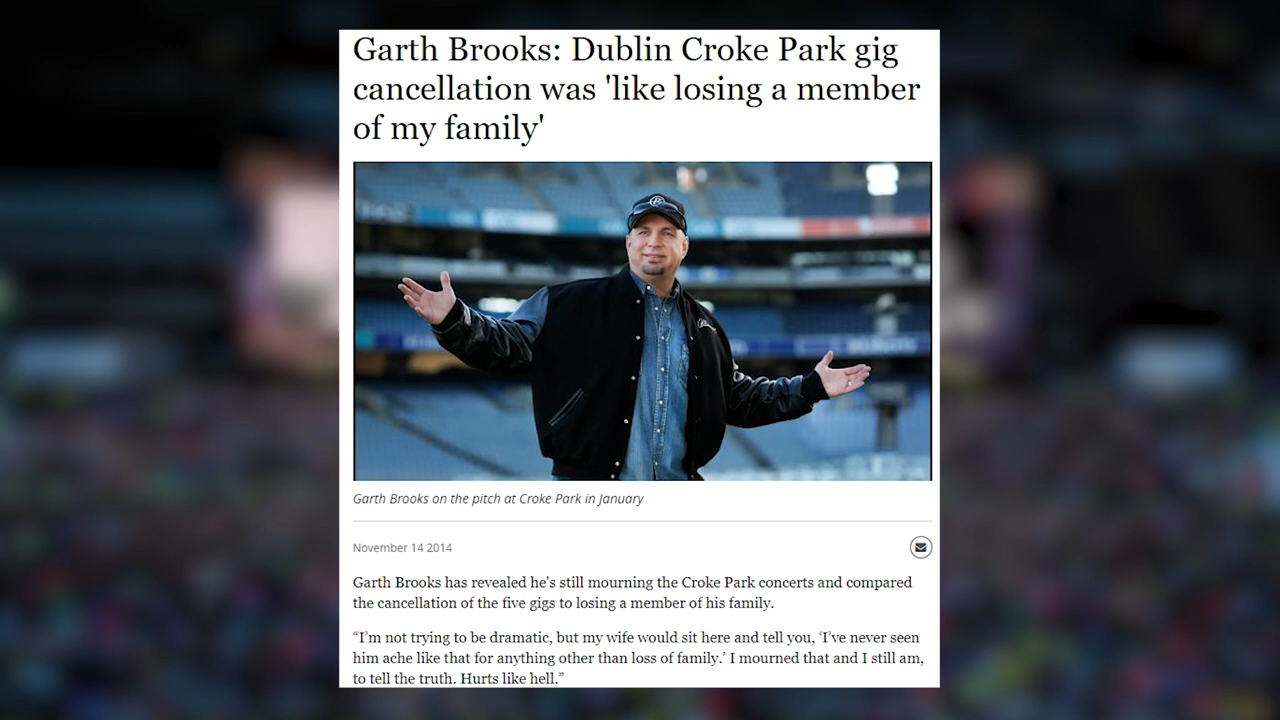 Garth Brooks: Dublin Croke Park gig
cancellation was 'like losing a member
of my family'
Garth Brooks on the pitch at Croke Park in January
November 14 2014
Garth Brooks has revealed he's still mourning the Croke Park concerts and compared
the cancellation of the five gigs to losing a member of his family.
“I’m not trying to be dramatic, but my wife would sit here and tell you, ‘I’ve never seen
him ache like that for anything other than loss of family.’ I mourned that and I still am,
to tell the truth. Hurts like hell.”